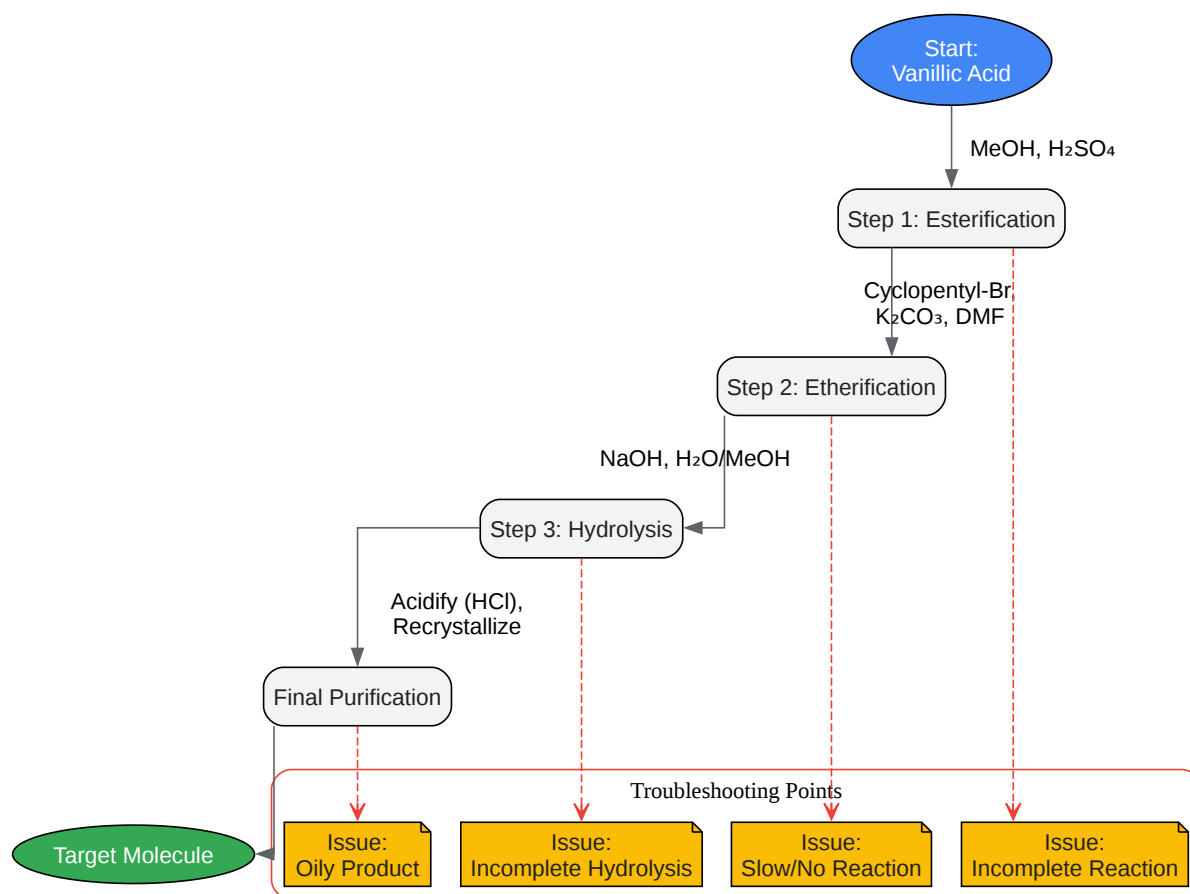 Start:
Vanillic Acid
MeOH, H₂SO₄
Step 1: Esterification
Cyclopentyl-Br,
K₂CO₃, DMF
Step 2: Etherification
NaOH, H₂O/MeOH
Step 3: Hydrolysis
Acidify (HCl),
Recrystallize
Final Purification
Troubleshooting Points
Target Molecule
Issue:
Oily Product
Issue:
Incomplete Hydrolysis
Issue:
Slow/No Reaction
Issue:
Incomplete Reaction